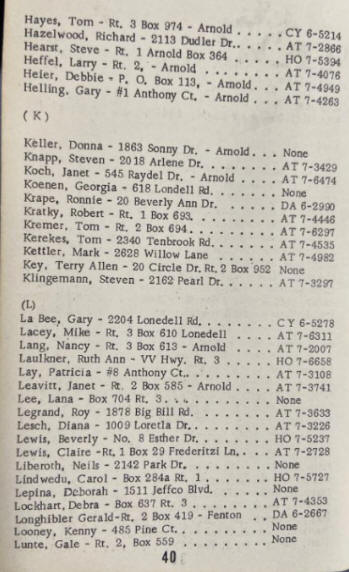 Hayes, Tom - Rt. 3 Box 974 - Arnold . . . . . CY 6-5214
Hazelwood, Richard - 2113 Dudler Dr. . . . . AT 7-2866
Hearst, Steve - Rt. 1 Arnold Box 364 . . . . . HO 7-5394
Heffel, Larry - Rt. 2, - Arnold . . . . . . . . AT 7-4076
Heier, Debbie - P. O. Box 113, - Arnold . . . AT 7-4949
Helling, Gary - #1 Anthony Ct. - Arnold . . . AT 7-4263
( K )
Keller, Donna - 1863 Sonny Dr. - Arnold . . . None
Knapp, Steven - 2018 Arlene Dr. . . . . . . . AT 7-3429
Koch, Janet - 545 Raydel Dr. - Arnold . . . . AT 7-6474
Koenen, Georgia - 618 Londell Rd. . . . . . . None
Krape, Ronnie - 20 Beverly Ann Dr. . . . . . DA 6-2990
Kratky, Robert - Rt. 1 Box 693. . . . . . . . AT 7-4446
Kremer, Tom - Rt. 2 Box 694. . . . . . . . . AT 7-6297
Kerekes, Tom - 2340 Tenbrook Rd. . . . . . . AT 7-4535
Kettler, Mark - 2628 Willow Lane . . . . . . AT 7-4982
Key, Terry Allen - 20 Circle Dr. Rt. 2 Box 952 None
Klingemann, Steven - 2162 Pearl Dr. . . . . . AT 7-3297
(L)
La Bee, Gary - 2204 Lonedell Rd. . . . . . . . CY 6-5278
Lacey, Mike - Rt. 3 Box 610 Lonedell . . . . AT 7-6311
Lang, Nancy - Rt. 3 Box 613 - Arnold . . . . AT 7-2007
Laulkner, Ruth Ann - VV Hwy. Rt. 3 . . . . . HO 7-6658
Lay, Patricia - #8 Anthony Ct. . . . . . . . . AT 7-3108
Leavitt, Janet - Rt. 2 Box 585 - Arnold . . . . AT 7-3741
Lee, Lana - Box 704 Rt. 3 . . . . . . . . . . None
Legrand, Roy - 1878 Big Bill Rd. . . . . . . . AT 7-3633
Lesch, Diana - 1009 Loretla Dr. . . . . . . . AT 7-3226
Lewis, Beverly - No. 8 Esther Dr. . . . . . . HO 7-5237
Lewis, Claire -Rt. 1 Box 29 Frederitzi Ln. . . . AT 7-2728
Liberoth, Neils - 2142 Park Dr. . . . . . . . None
Lindwedu, Carol - Box 284a Rt. 1 . . . . . . . HO 7-5727
Lepina, Deborah - 1511 Jeffco Blvd. . . . . . None
Lockhart, Debra - Box 637 Rt. 3 . . . . . . . AT 7-4353
Longhibler Gerald-Rt. 2 Box 419 - Fenton . . DA 6-2667
Looney, Kenny - 485 Pine Ct. . . . . . . . . None
Lunte, Gale - Rt. 2, Box 559 . . . . . . . . None
40